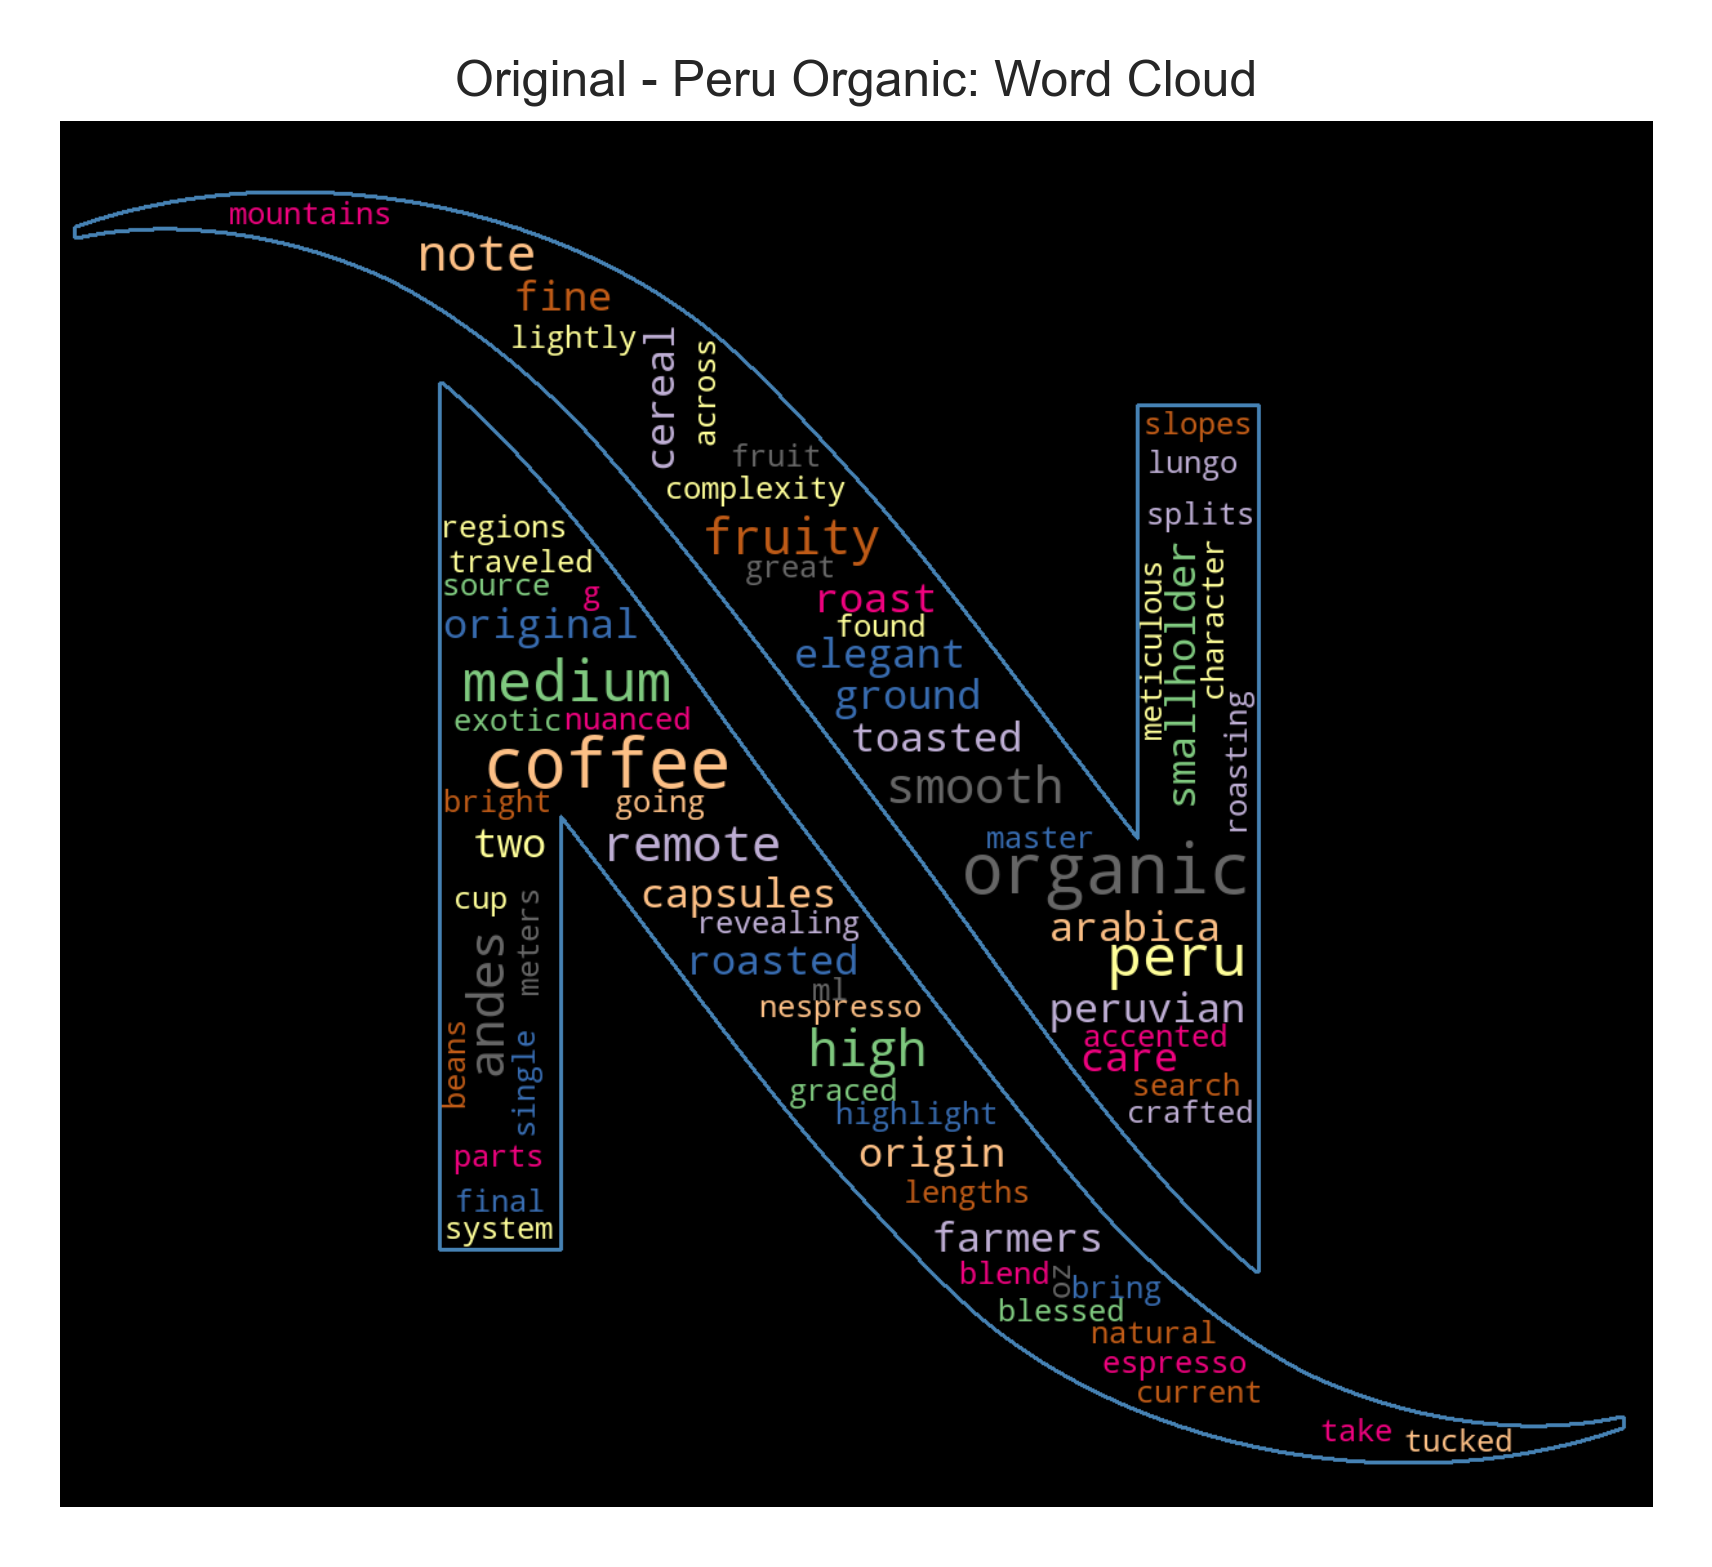 Original - Peru Organic: Word Cloud
mountains
note
fine
lightly
cereal
across
fruit
complexity
fruity
great
roast
found
elegant
ground
toasted
smooth
master
organic
arabica
peru
peruvian
accented
care
search
crafted
slopes
lungo
splits
meticulous
smallholder
character
roasting
regions
traveled
source
g
original
medium
exotic
nuanced
coffee
bright
going
two
remote
cup
meters
andes
beans
single
parts
final
system
capsules
revealing
roasted
ml
nespresso
high
graced
highlight
origin
lengths
farmers
blend
oz
bring
blessed
natural
espresso
current
take
tucked